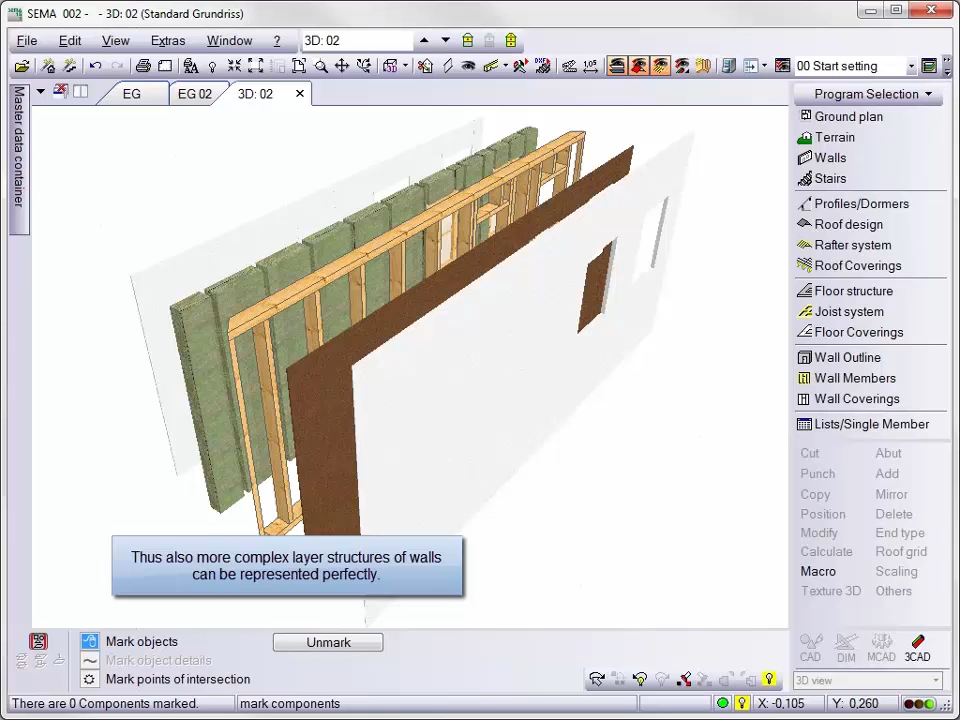 SEMA 002 - - 3D: 02 (Standard Grundriss)
File Edit View Extras Window ? 3D: 02
DXF 1,05 00 Start setting
EG EG 02 3D: 02
Master data container
Program Selection
Ground plan
Terrain
Walls
Stairs
Profiles/Dormers
Roof design
Rafter system
Roof Coverings
Floor structure
Joist system
Floor Coverings
Wall Outline
Wall Members
Wall Coverings
Lists/Single Member
Cut Abut
Punch Add
Copy Mirror
Position Delete
Modify End type
Calculate Roof grid
Macro Scaling
Texture 3D Others
CAD DIM MCAD 3CAD
3D view
Thus also more complex layer structures of walls
can be represented perfectly.
Mark objects Unmark
Mark object details
Mark points of intersection
There are 0 Components marked. mark components X: -0,105 Y: 0,260